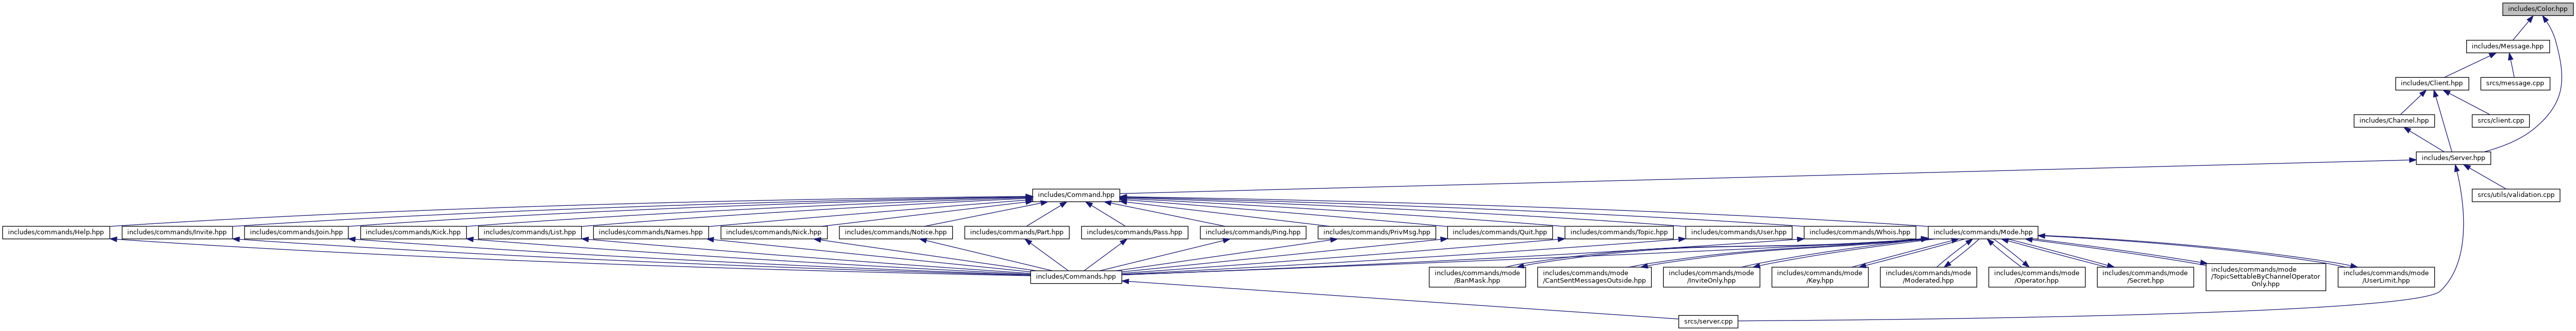 includes/Color.hpp
includes/Message.hpp
includes/Client.hpp
srcs/message.cpp
includes/Channel.hpp
srcs/client.cpp
includes/Server.hpp
includes/Command.hpp
srcs/utils/validation.cpp
includes/commands/Help.hpp
includes/commands/Invite.hpp
includes/commands/Join.hpp
includes/commands/Kick.hpp
includes/commands/List.hpp
includes/commands/Names.hpp
includes/commands/Nick.hpp
includes/commands/Notice.hpp
includes/commands/Part.hpp
includes/commands/Pass.hpp
includes/commands/Ping.hpp
includes/commands/PrivMsg.hpp
includes/commands/Quit.hpp
includes/commands/Topic.hpp
includes/commands/User.hpp
includes/commands/Whois.hpp
includes/commands/Mode.hpp
includes/Commands.hpp
includes/commands/mode
/BanMask.hpp
includes/commands/mode
/CantSentMessagesOutside.hpp
includes/commands/mode
/InviteOnly.hpp
includes/commands/mode
/Key.hpp
includes/commands/mode
/Moderated.hpp
includes/commands/mode
/Operator.hpp
includes/commands/mode
/Secret.hpp
includes/commands/mode
/TopicSettableByChannelOperator
Only.hpp
includes/commands/mode
/UserLimit.hpp
srcs/server.cpp